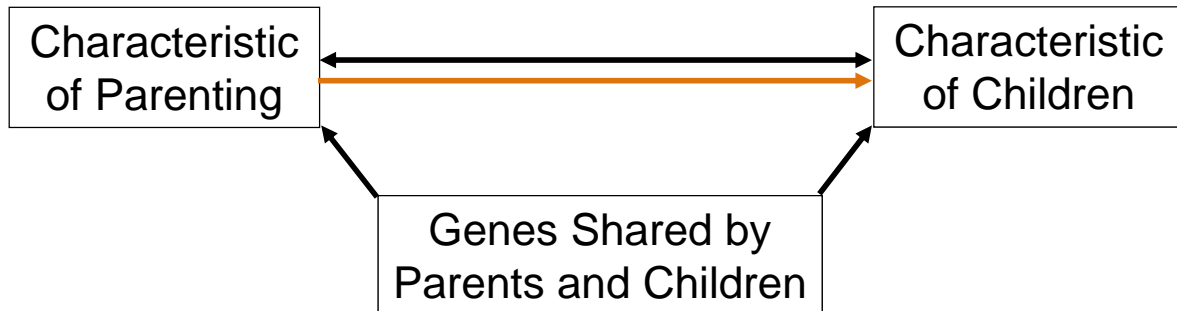 Characteristic
of Parenting
Characteristic
of Children
Genes Shared by
Parents and Children